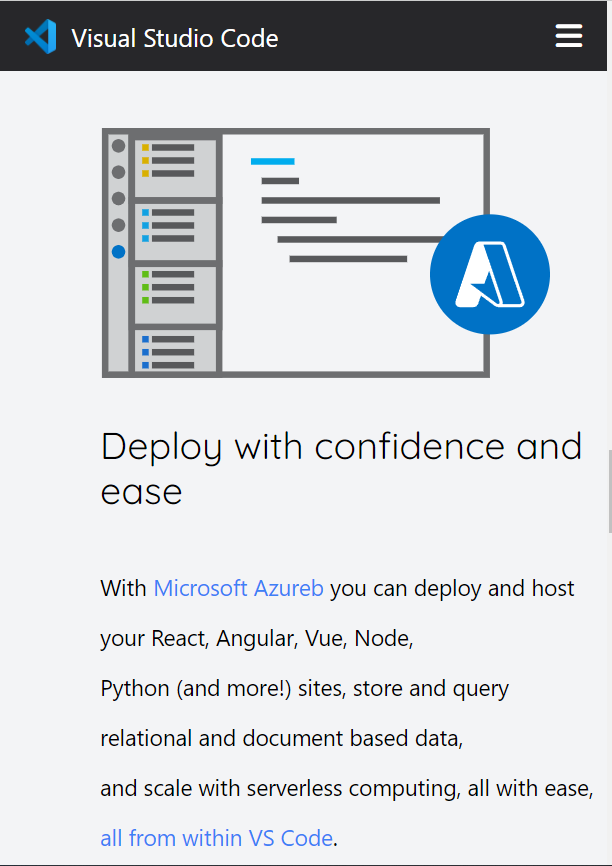 Visual Studio Code
Deploy with confidence and
ease
With Microsoft Azureb you can deploy and host
your React, Angular, Vue, Node,
Python (and more!) sites, store and query
relational and document based data,
and scale with serverless computing, all with ease,
all from within VS Code.